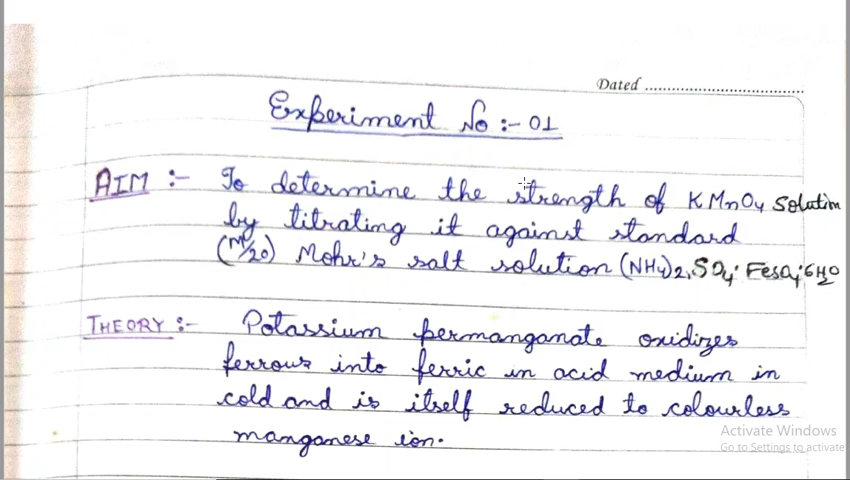 Dated ........................................
Experiment No :- 01
AIM :- To determine the strength of KMnO4 Solution
by titrating it against standard
(M/20) Mohr's salt solution (NH4)2.SO4.FeSO4.6H2O
THEORY :- Potassium permanganate oxidizes
ferrous into ferric in acid medium in
cold and is itself reduced to colourless
manganese ion.
Activate Windows
Go to Settings to activate